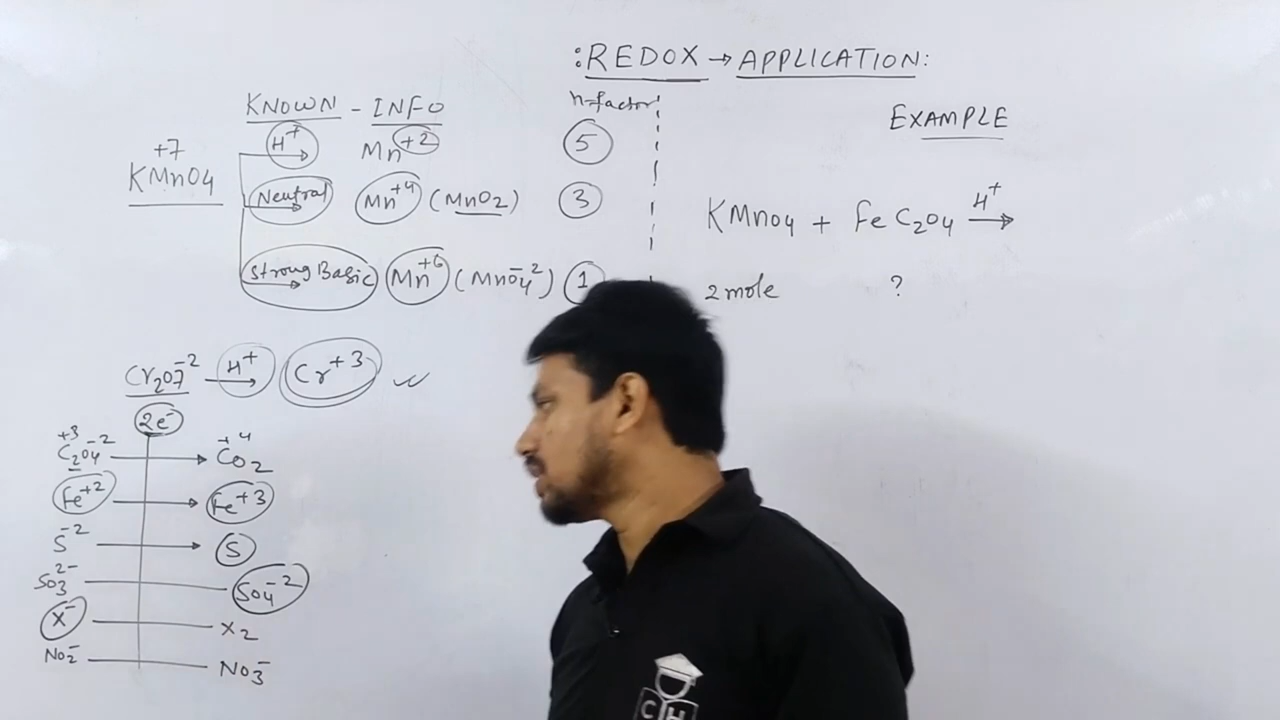 :REDOX → APPLICATION:
KNOWN - INFO
n-factor
+7
KMnO4
H+ → Mn+2 5
Neutral → Mn+4 (MnO2) 3
Strong Basic → Mn+6 (MnO4-2) 1
EXAMPLE
KMnO4 + FeC2O4 H+ →
2 mole ?
Cr2O7-2 H+ → Cr+3
2e-
+3 +4
C2O4-2 → CO2
Fe+2 → Fe+3
S-2 → S
SO3 2- SO4-2
X- X2
NO2- NO3-
C H